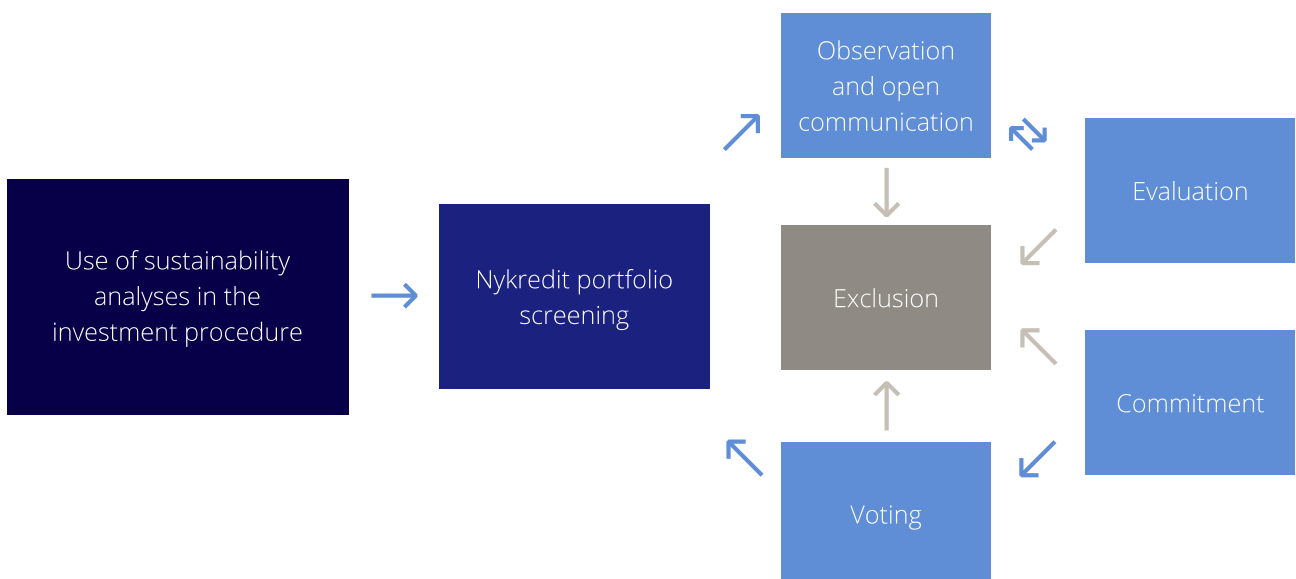 Use of sustainability
analyses in the
investment procedure
Nykredit portfolio
screening
Observation
and open
communication
Evaluation
Exclusion
Commitment
Voting